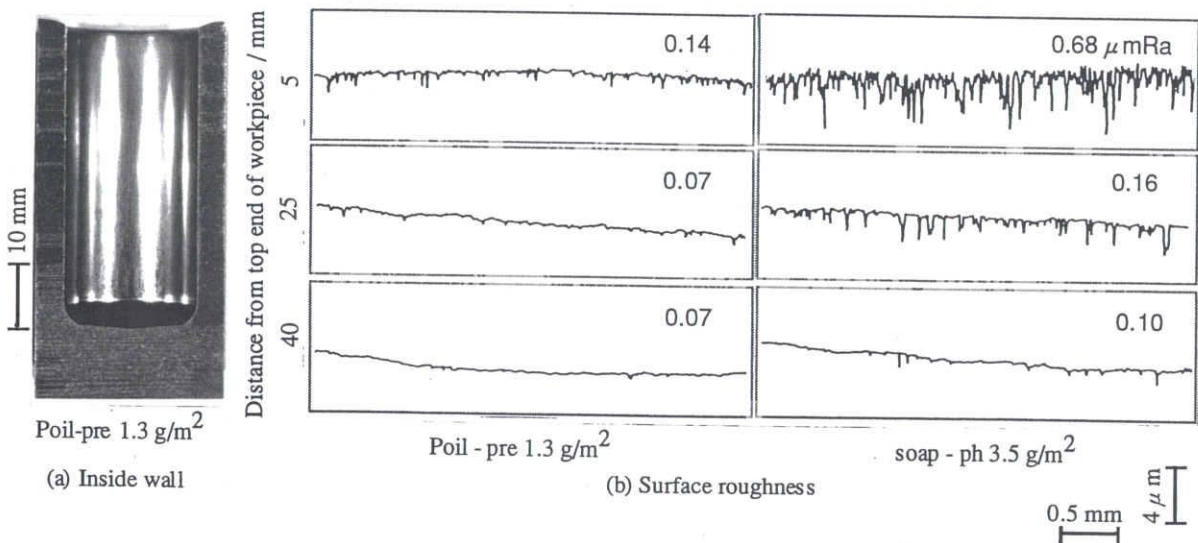 10 mm
Poil-pre 1.3 g/m²
(a) Inside wall
Distance from top end of workpiece / mm
5
25
40
0.14
0.68 μ mRa
0.07
0.16
0.07
0.10
Poil - pre 1.3 g/m²
soap - ph 3.5 g/m²
(b) Surface roughness
0.5 mm
4 μ m